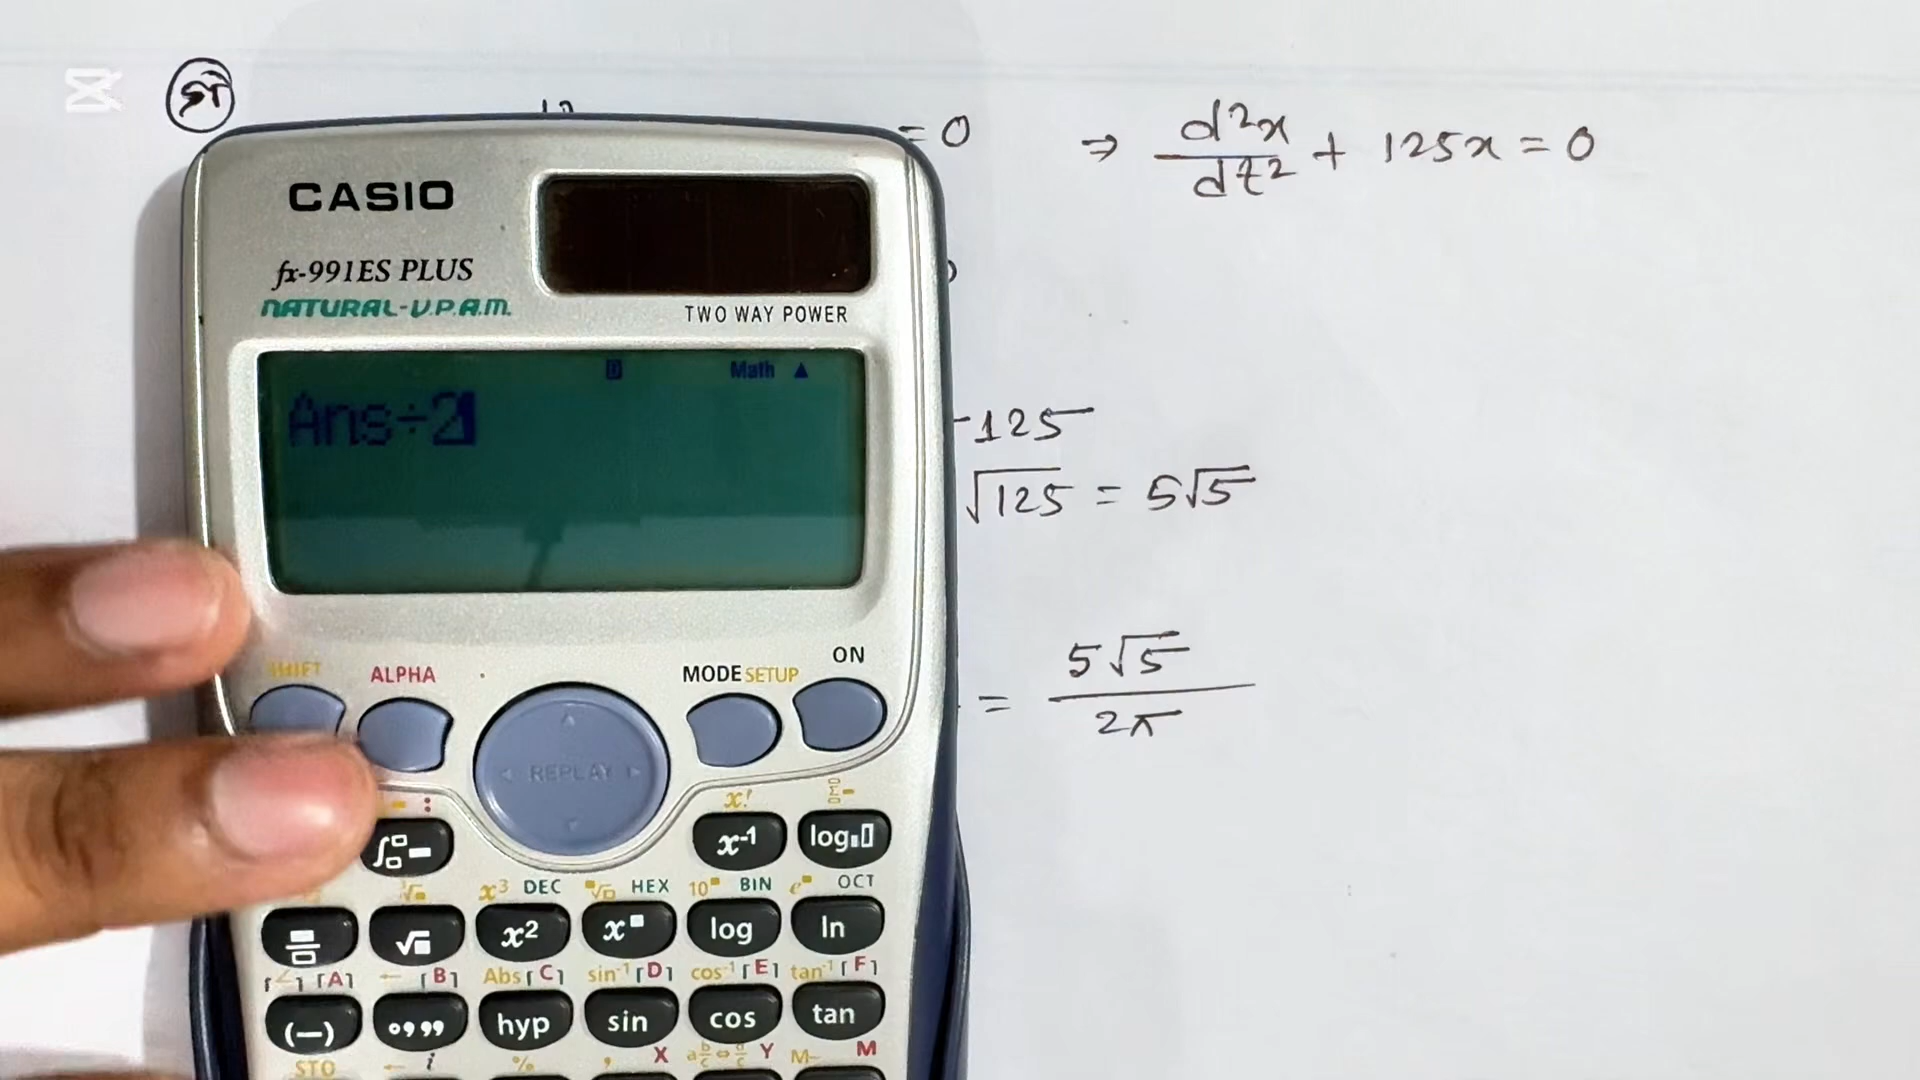 ST
= 0 ⇒ d²x/dt² + 125x = 0
CASIO
fx-991ES PLUS
NATURAL-V.P.A.M.
TWO WAY POWER
D Math ▲
Ans÷2
-125
√125 = 5√5
= 5√5/2π
SHIFT ALPHA MODE SETUP ON
REPLAY
x! 
∫ x⁻¹ log
x³ DEC HEX 10 BIN e OCT
√ x² x log ln
∠ [A] ← [B] Abs [C] sin⁻¹ [D] cos⁻¹ [E] tan⁻¹ [F]
(−) °,,, hyp sin cos tan
STO ← i % , X a b/c ⇔ d/c Y M− M